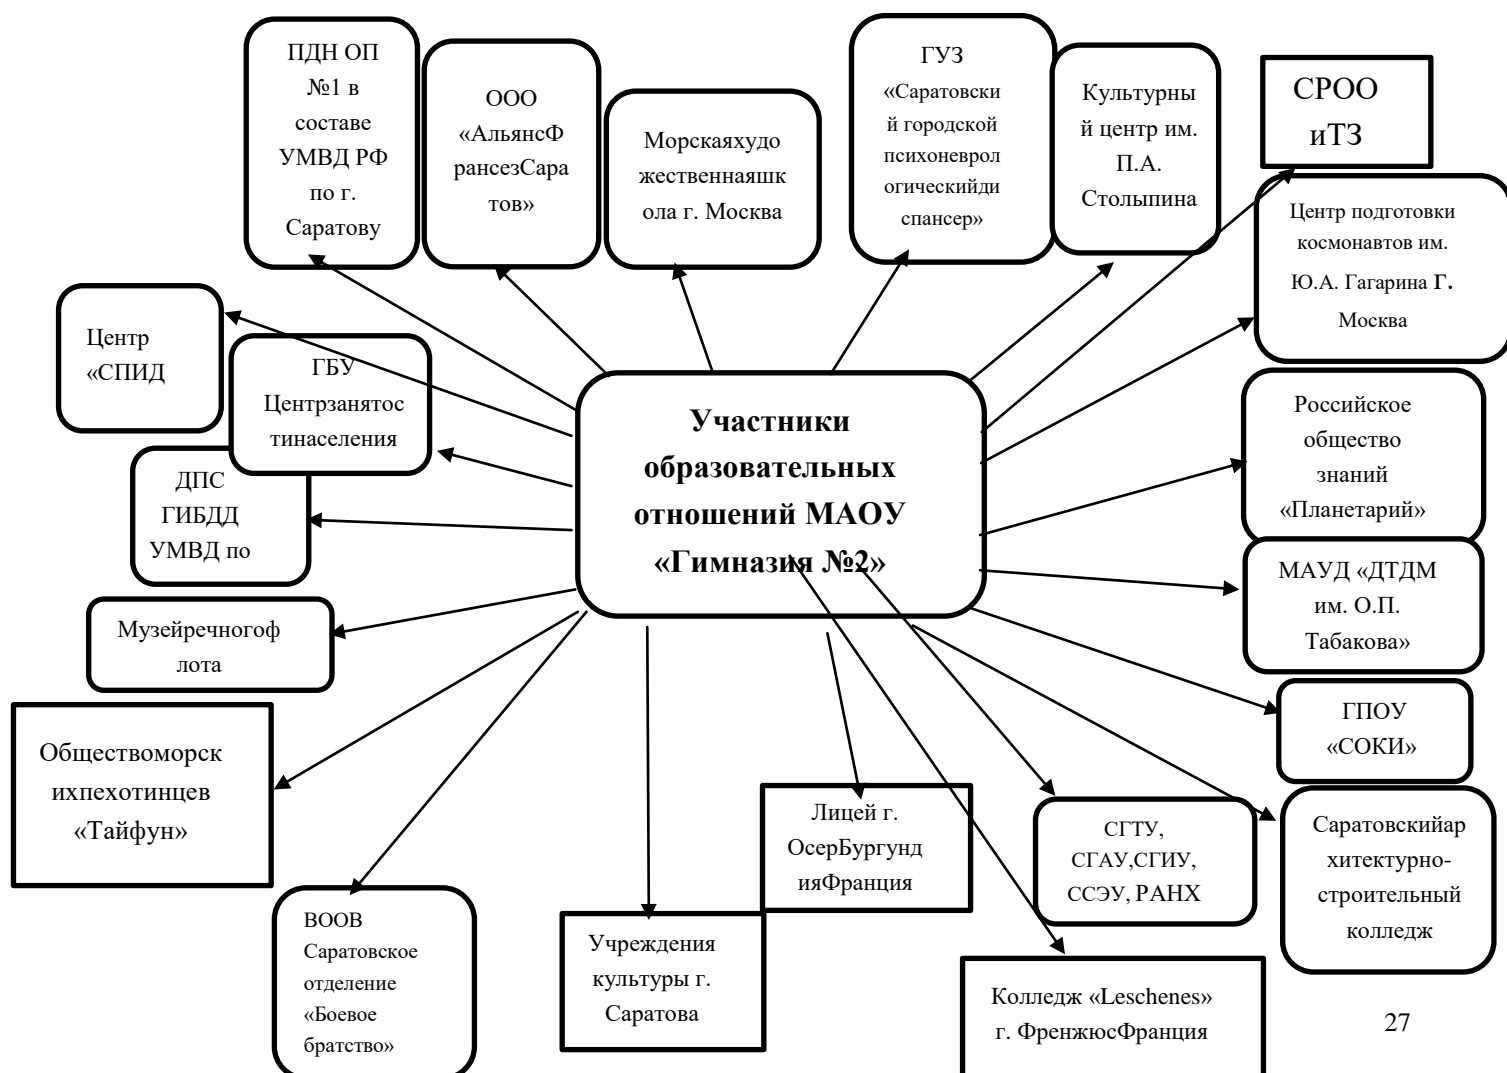 ПДН ОП
№1 в
составе
УМВД РФ
по г.
Саратову
ООО
«АльянсФ
рансезСара
тов»
Морскаяхудо
жественнаяшк
ола г. Москва
ГУЗ
«Саратовски
й городской
психоневрол
огическийди
спансер»
Культурны
й центр им.
П.А.
Столыпина
СРОО
иТЗ
Центр подготовки
космонавтов им.
Ю.А. Гагарина г.
Москва
Центр
«СПИД
ГБУ
Центрзанятос
тинаселения
ДПС
ГИБДД
УМВД по
Участники
образовательных
отношений МАОУ
«Гимназия №2»
Российское
общество
знаний
«Планетарий»
МАУД «ДТДМ
им. О.П.
Табакова»
Музейречногоф
лота
ГПОУ
«СОКИ»
Обществоморск
ихпехотинцев
«Тайфун»
Лицей г.
ОсерБургунд
ияФранция
СГТУ,
СГАУ,СГИУ,
ССЭУ, РАНХ
Саратовскийар
хитектурно-
строительный
колледж
ВООВ
Саратовское
отделение
«Боевое
братство»
Учреждения
культуры г.
Саратова
Колледж «Leschenes»
г. ФренжюсФранция
27